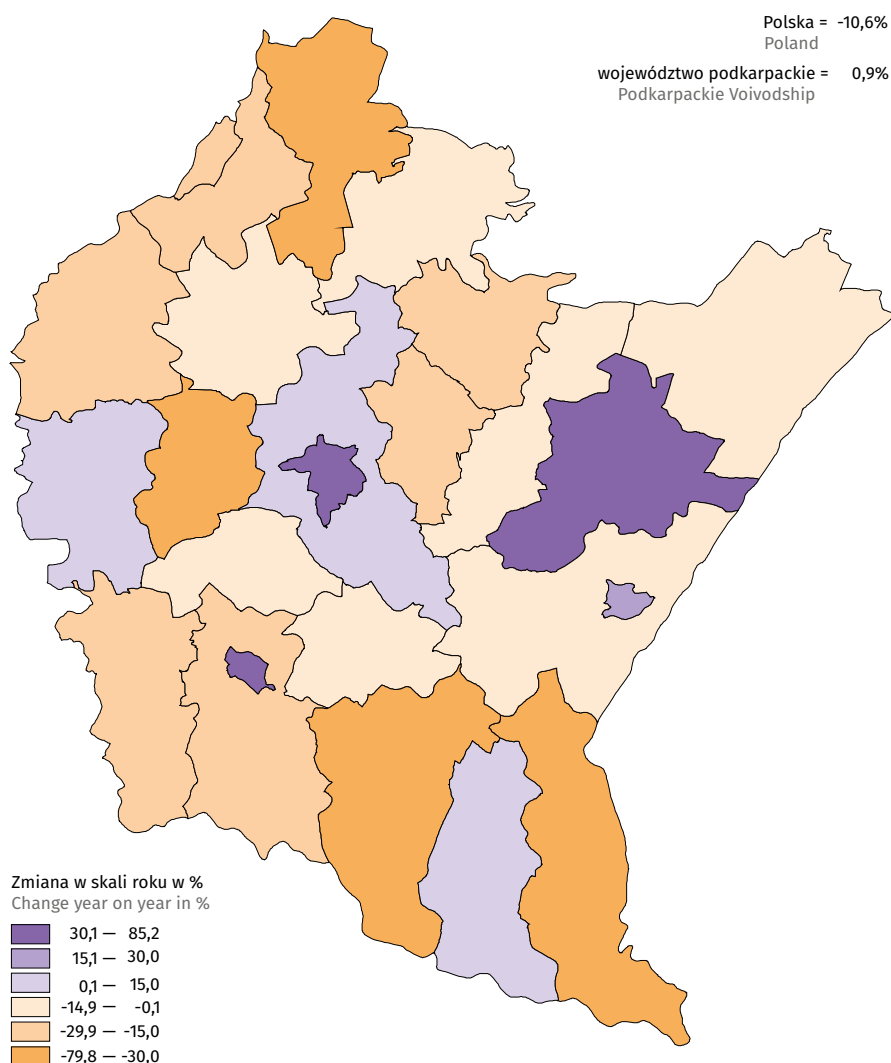 Polska = -10,6%
Poland
województwo podkarpackie = 0,9%
Podkarpackie Voivodship
Zmiana w skali roku w %
Change year on year in %
30,1 — 85,2
15,1 — 30,0
0,1 — 15,0
-14,9 — -0,1
-29,9 — -15,0
-79,8 — -30,0